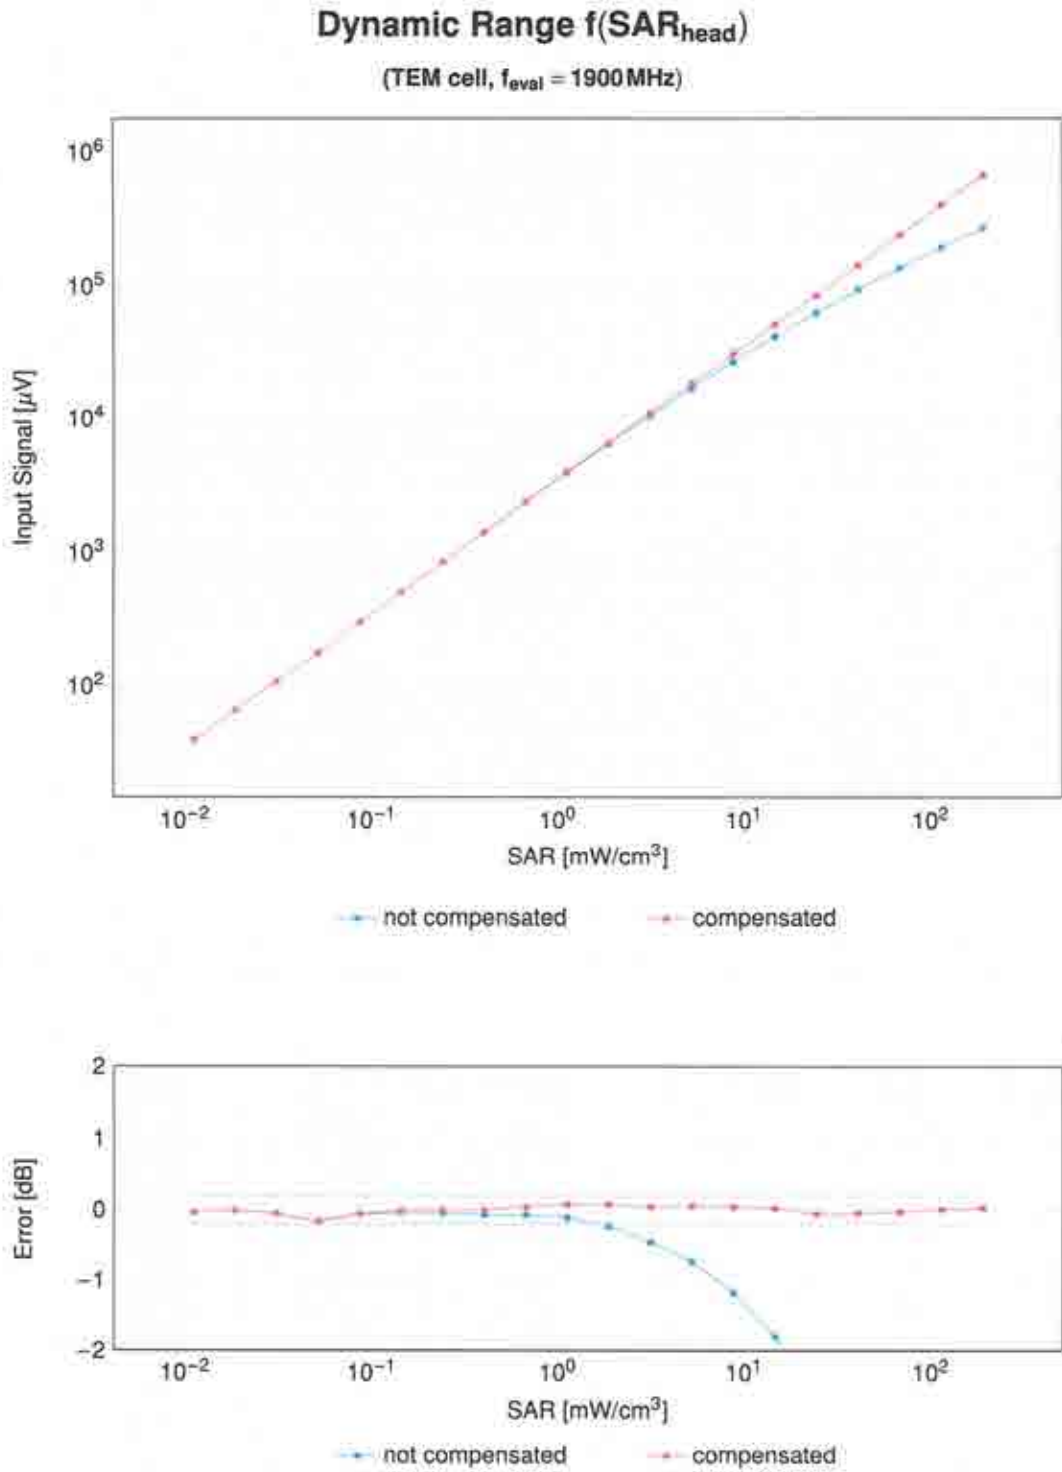 Dynamic Range f(SARhead)
(TEM cell, feval = 1900 MHz)
10⁶
10⁵
10⁴
10³
10²
Input Signal [µV]
10⁻² 10⁻¹ 10⁰ 10¹ 10²
SAR [mW/cm³]
not compensated compensated
2
1
0
−1
−2
Error [dB]
10⁻² 10⁻¹ 10⁰ 10¹ 10²
SAR [mW/cm³]
not compensated compensated